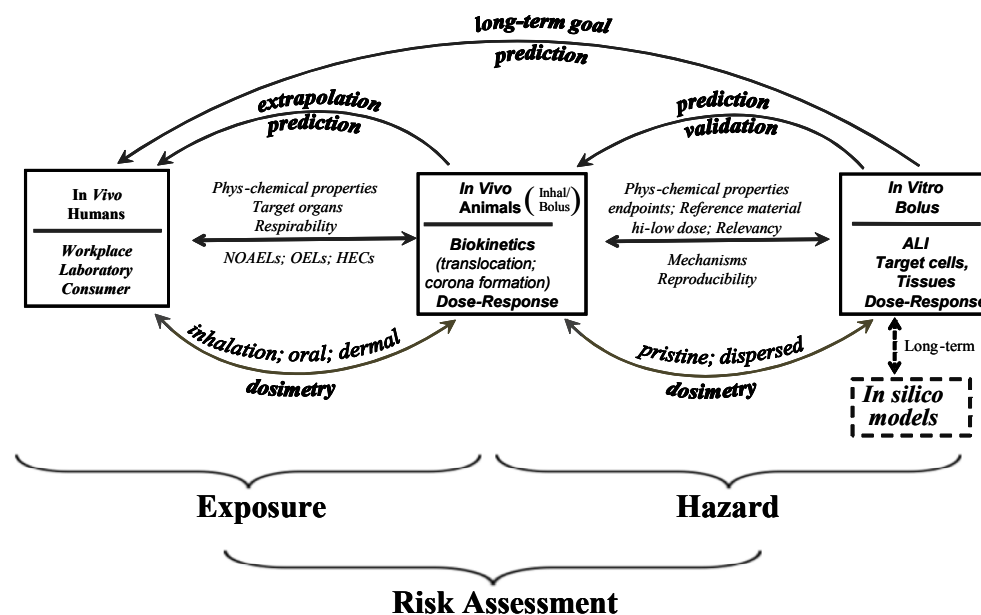 long-term goal
prediction
extrapolation
prediction
prediction
validation
In Vivo
Humans
Workplace
Laboratory
Consumer
Phys-chemical properties
Target organs
Respirability
NOAELs; OELs; HECs
In Vivo
Animals (Inhal/
Bolus)
Biokinetics
(translocation;
corona formation)
Dose-Response
Phys-chemical properties
endpoints; Reference material
hi-low dose; Relevancy
Mechanisms
Reproducibility
In Vitro
Bolus
ALI
Target cells,
Tissues
Dose-Response
inhalation; oral; dermal
dosimetry
pristine; dispersed
dosimetry
Long-term
In silico
models
Exposure
Hazard
Risk Assessment